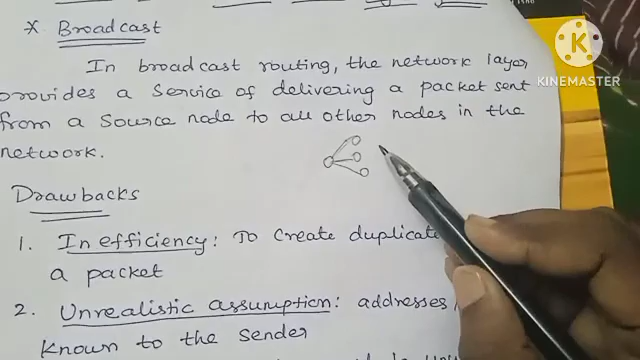 * Broadcast
In broadcast routing, the network layer
provides a service of delivering a packet sent
from a source node to all other nodes in the
network.
Drawbacks
1. Inefficiency: To create duplicate
a packet
2. Unrealistic assumption: addresses
known to the sender
KINEMASTER